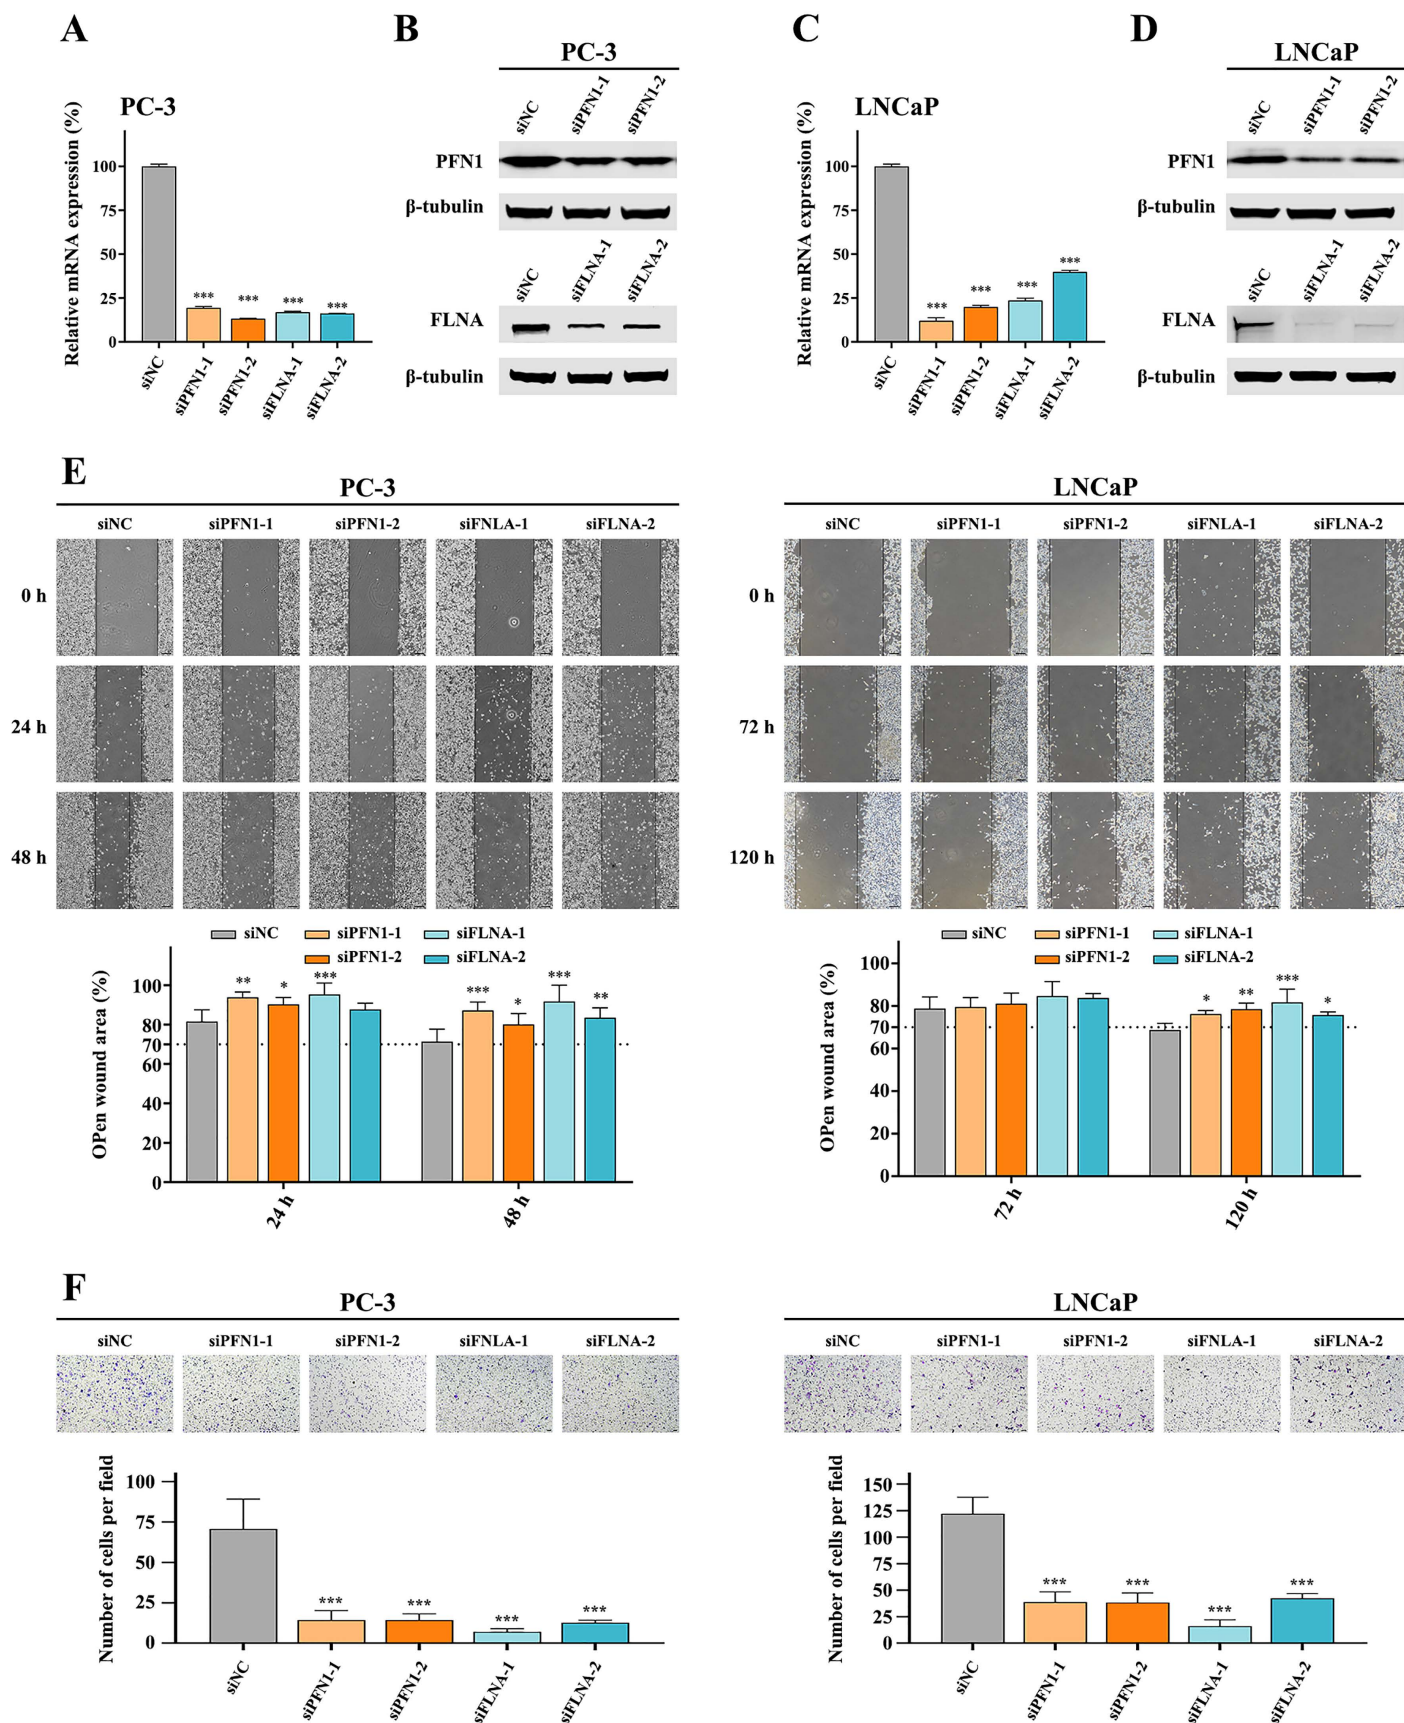 A
PC-3
Relative mRNA expression (%)
100
75
50
25
0
***
***
***
***
siNC
siPFN1-1
siPFN1-2
siFLNA-1
siFLNA-2
B
PC-3
siNC
siPFN1-1
siPFN1-2
PFN1
β-tubulin
siNC
siFLNA-1
siFLNA-2
FLNA
β-tubulin
C
LNCaP
Relative mRNA expression (%)
100
75
50
25
0
***
***
***
***
siNC
siPFN1-1
siPFN1-2
siFLNA-1
siFLNA-2
D
LNCaP
siNC
siPFN1-1
siPFN1-2
PFN1
β-tubulin
siNC
siFLNA-1
siFLNA-2
FLNA
β-tubulin
E
PC-3
siNC siPFN1-1 siPFN1-2 siFNLA-1 siFLNA-2
0 h
24 h
48 h
siNC siPFN1-1 siFLNA-1
siPFN1-2 siFLNA-2
OPen wound area (%)
100
80
70
60
40
20
0
** * ***
*** * *** **
24 h
48 h
LNCaP
siNC siPFN1-1 siPFN1-2 siFNLA-1 siFLNA-2
0 h
72 h
120 h
siNC siPFN1-1 siFLNA-1
siPFN1-2 siFLNA-2
OPen wound area (%)
100
80
70
60
40
20
0
* ** *** *
72 h
120 h
F
PC-3
siNC siPFN1-1 siPFN1-2 siFNLA-1 siFLNA-2
Number of cells per field
100
75
50
25
0
***
***
***
***
siNC
siPFN1-1
siPFN1-2
siFLNA-1
siFLNA-2
LNCaP
siNC siPFN1-1 siPFN1-2 siFNLA-1 siFLNA-2
Number of cells per field
150
125
100
75
50
25
0
***
***
***
***
siNC
siPFN1-1
siPFN1-2
siFLNA-1
siFLNA-2